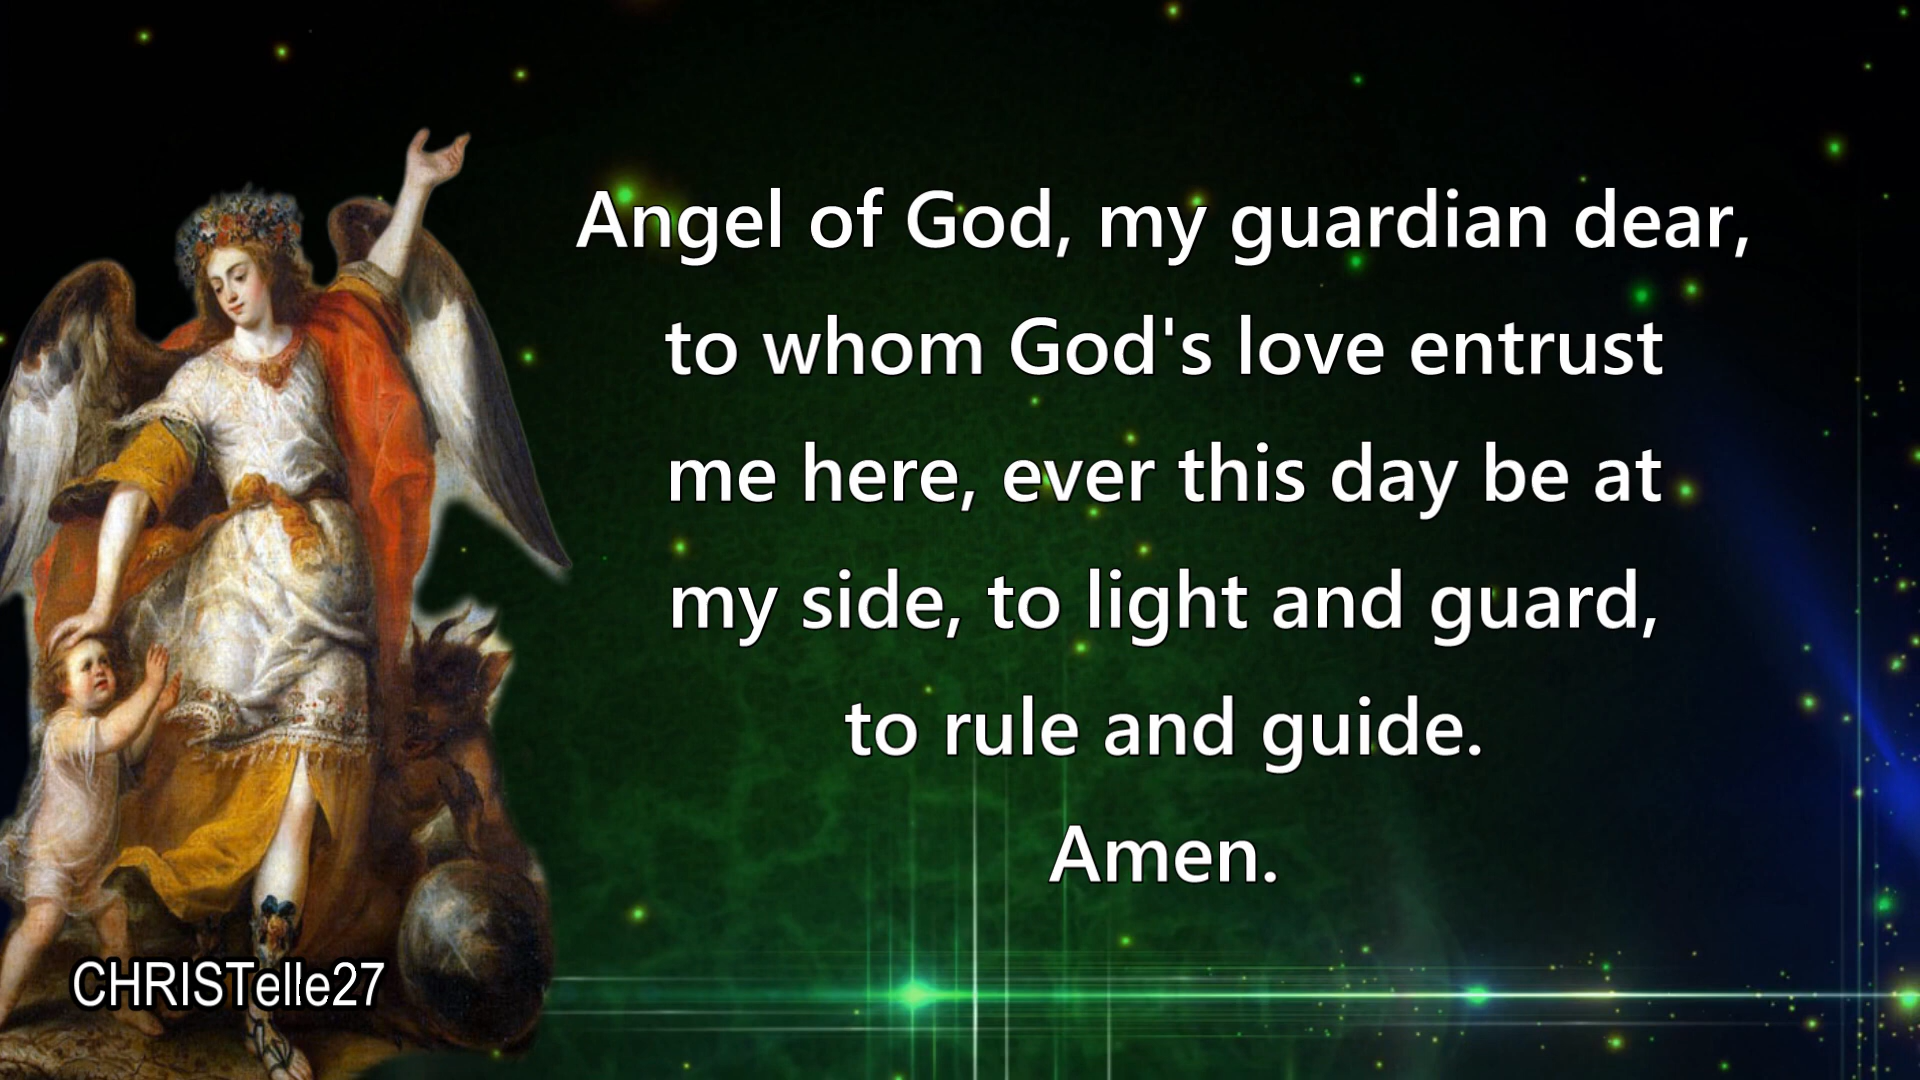 Angel of God, my guardian dear,
to whom God's love entrust
me here, ever this day be at
my side, to light and guard,
to rule and guide.
Amen.
CHRISTelle27